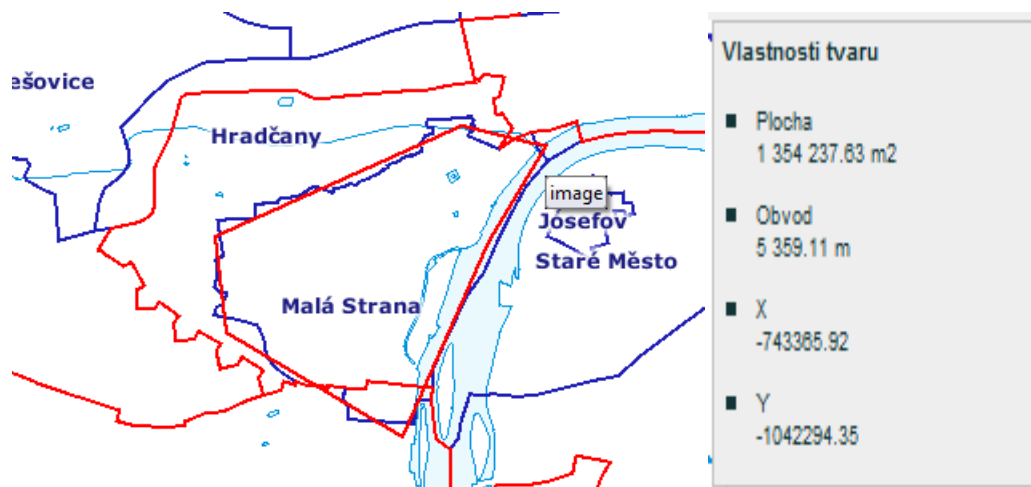 ešovice
Hradčany
image
Josefov
Staré Město
Malá Strana
Vlastnosti tvaru
Plocha
1 354 237.63 m2
Obvod
5 359.11 m
X
-743365.92
Y
-1042294.35